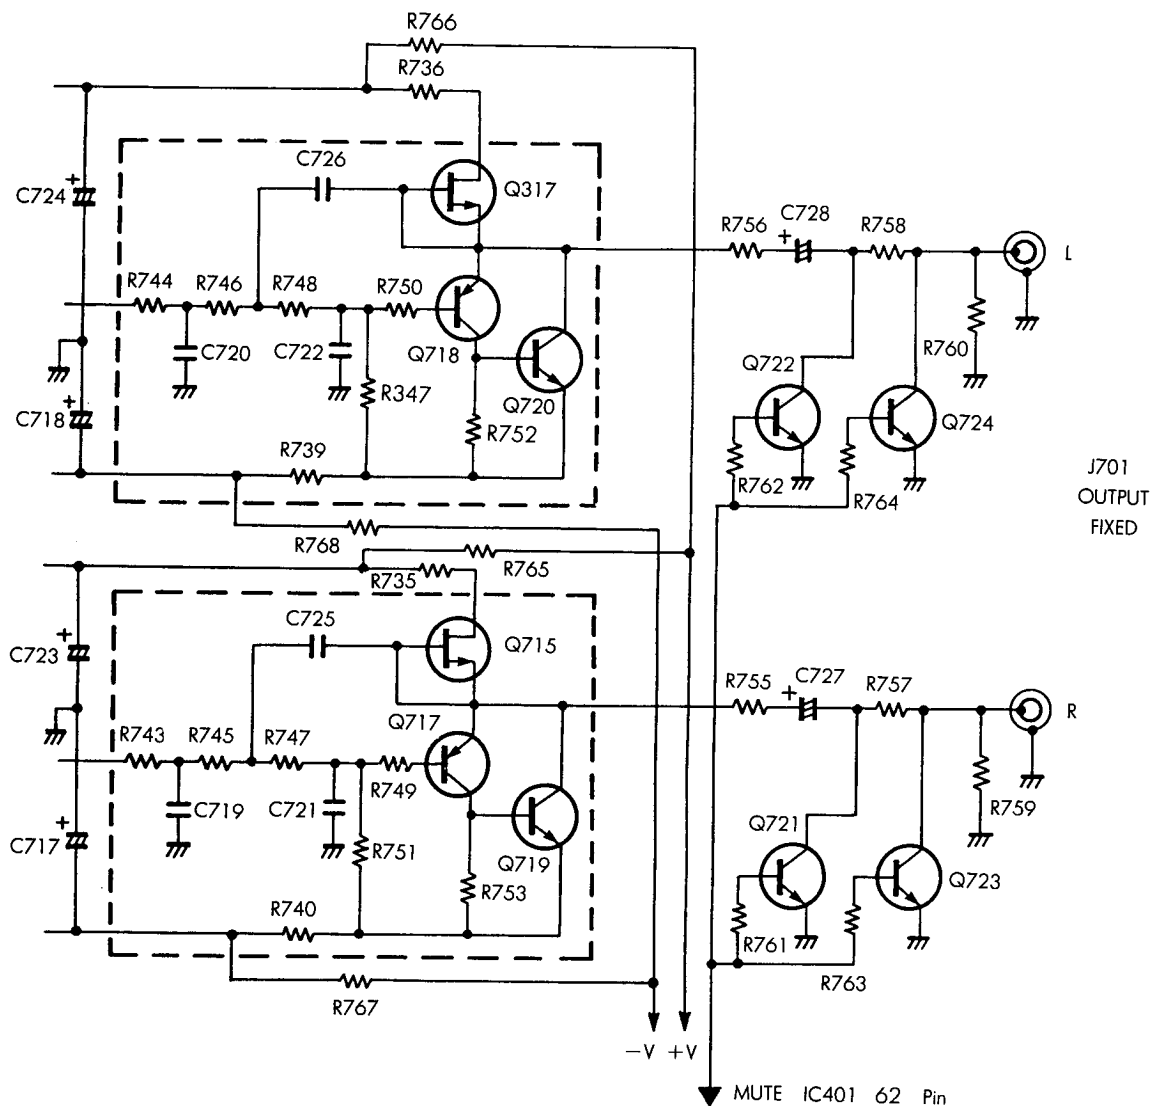 R766
R736
C726
Q317
C724
+
R756
C728
+
R758
L
R744
R746
R748
R750
C720
C722
Q718
R347
Q720
R752
R760
Q722
Q724
+
C718
R739
R762
R764
J701
OUTPUT
FIXED
R768
R765
R735
C725
Q715
+
C723
R755
C727
+
R757
R
Q717
R743
R745
R747
R749
C719
C721
R751
Q719
R753
R759
Q721
Q723
+
C717
R740
R761
R763
R767
−V +V
MUTE IC401 62 Pin